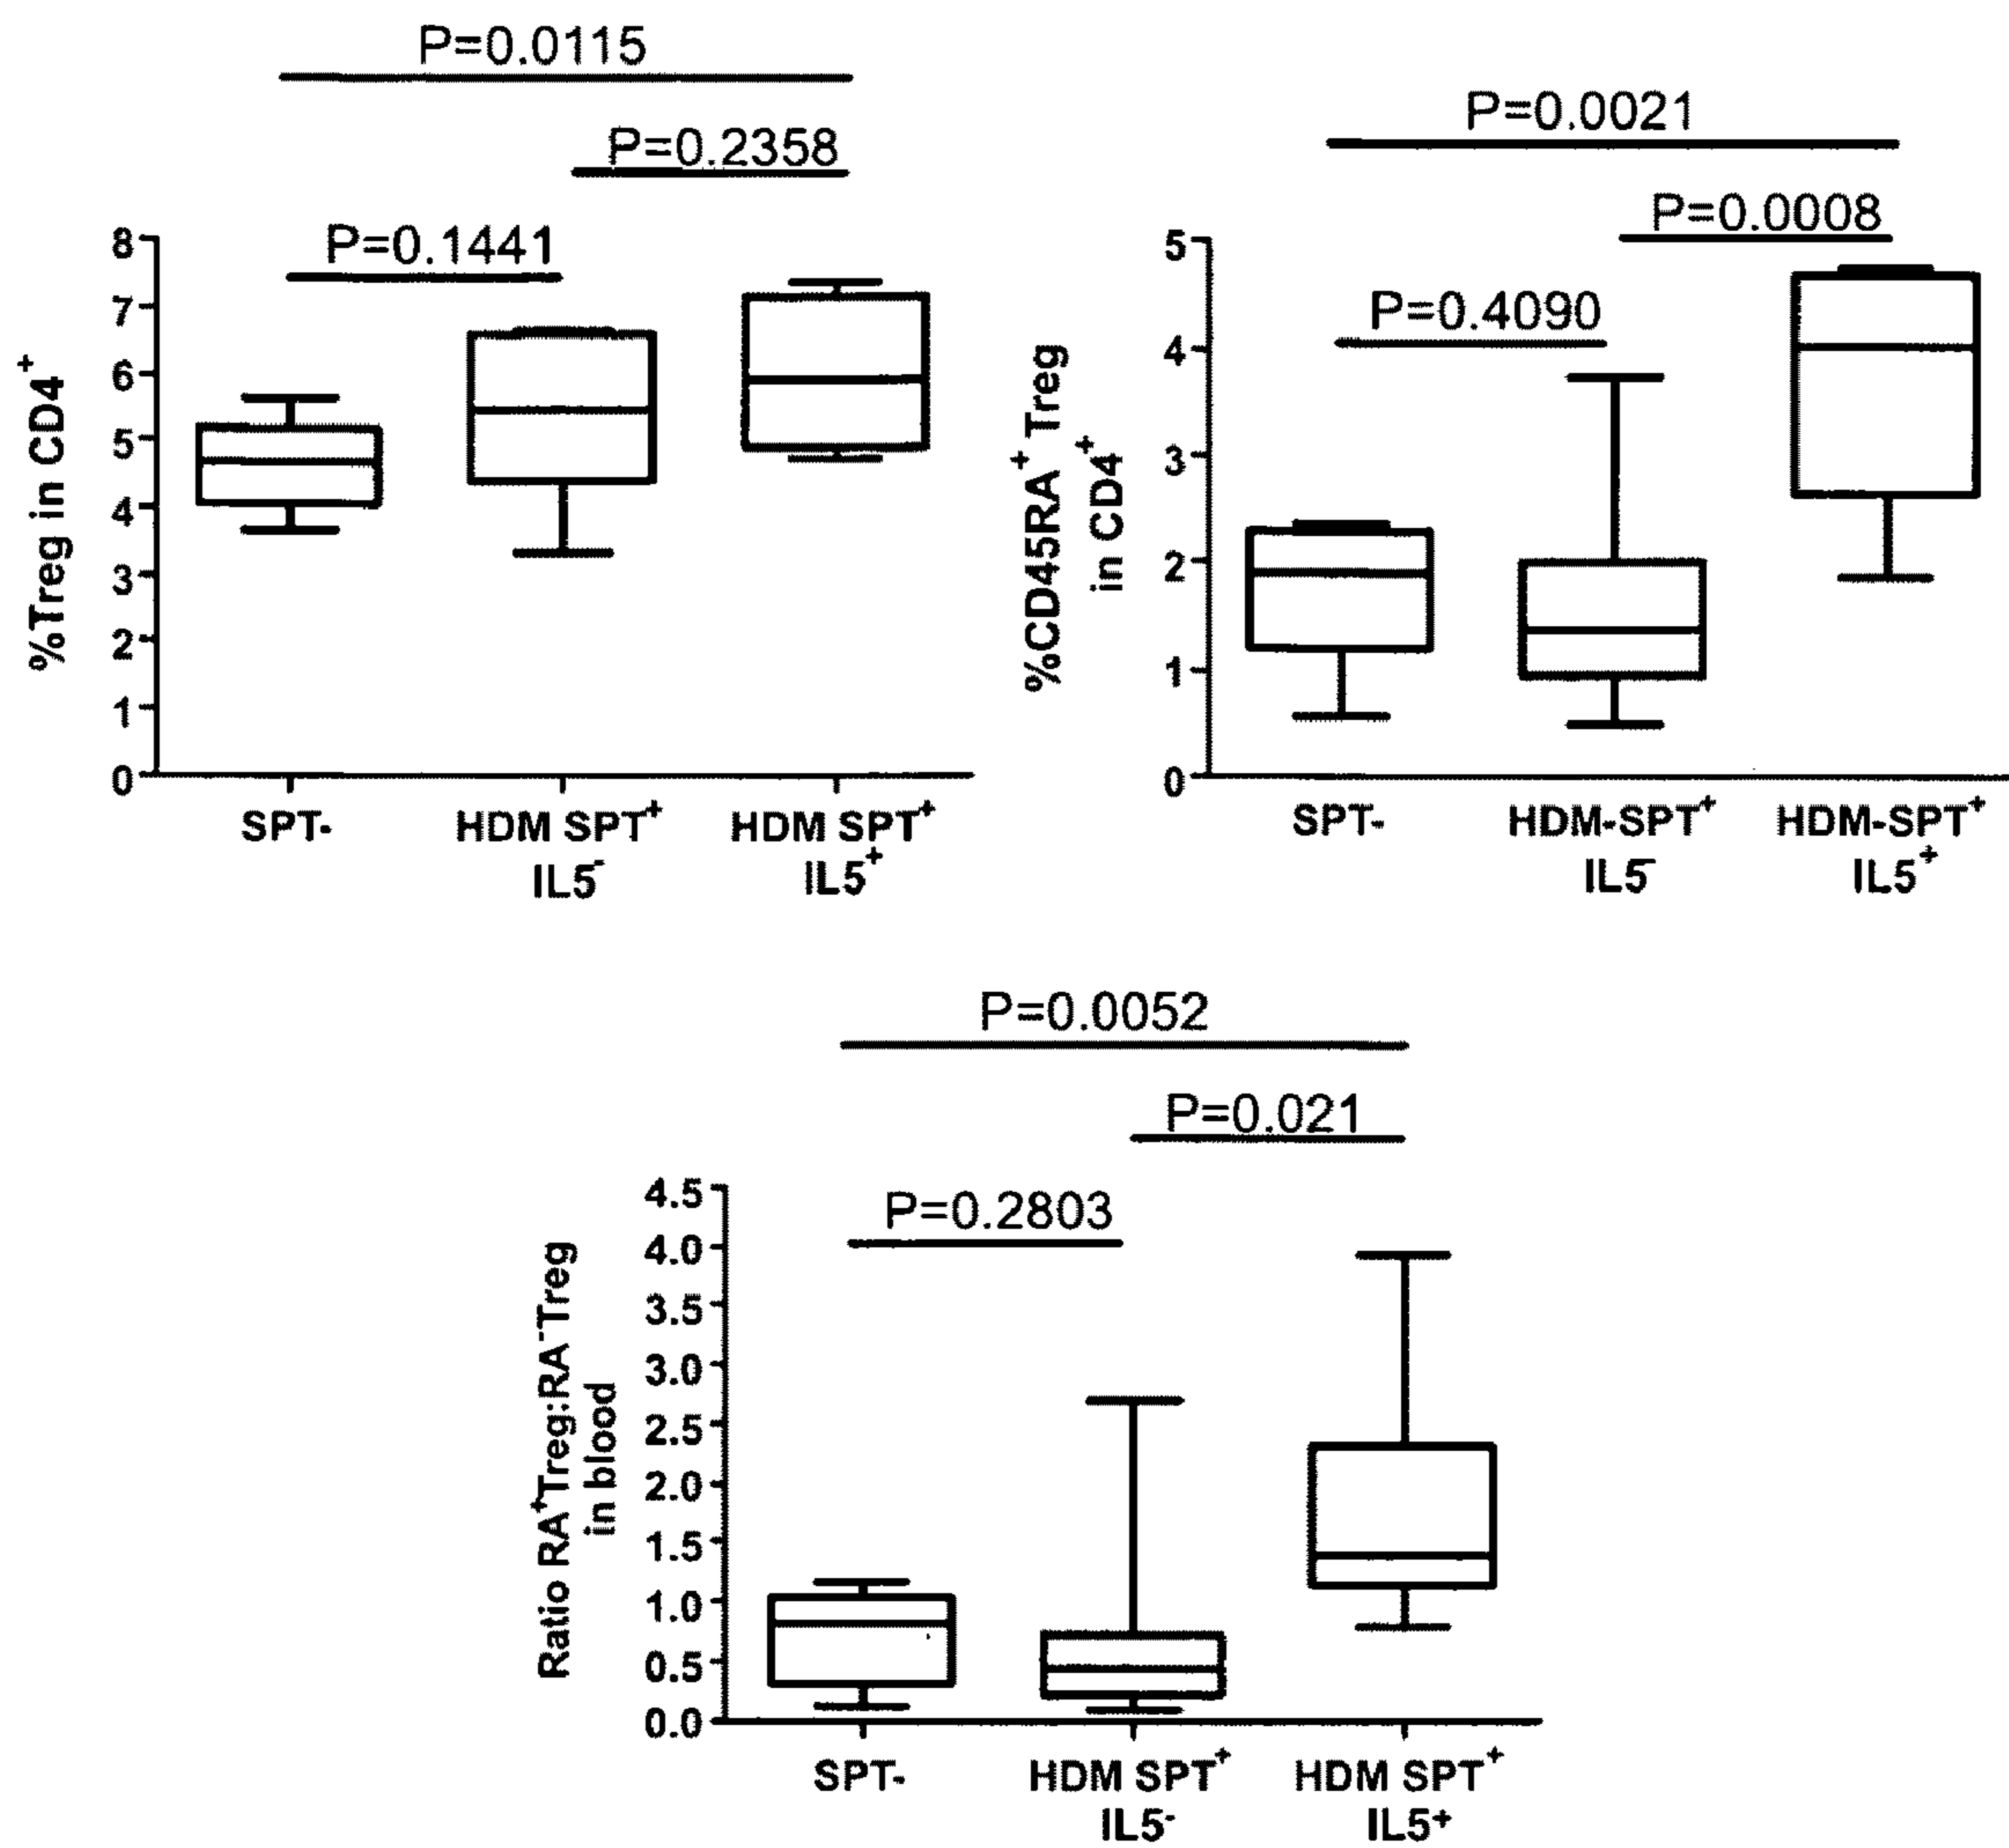 P=0.0115
P=0.2358
P=0.1441
8
7
6
5
4
3
2
1
0
%Treg in CD4⁺
SPT- HDM SPT⁺ HDM SPT⁺
IL5⁻ IL5⁺
P=0.0021
P=0.0008
P=0.4090
5
4
3
2
1
0
%CD45RA⁺ Treg
in CD4⁺
SPT- HDM-SPT⁺ HDM-SPT⁺
IL5⁻ IL5⁺
P=0.0052
P=0.021
P=0.2803
4.5
4.0
3.5
3.0
2.5
2.0
1.5
1.0
0.5
0.0
Ratio RA⁺Treg:RA⁻Treg
in blood
SPT- HDM SPT⁺ HDM SPT⁺
IL5⁻ IL5⁺